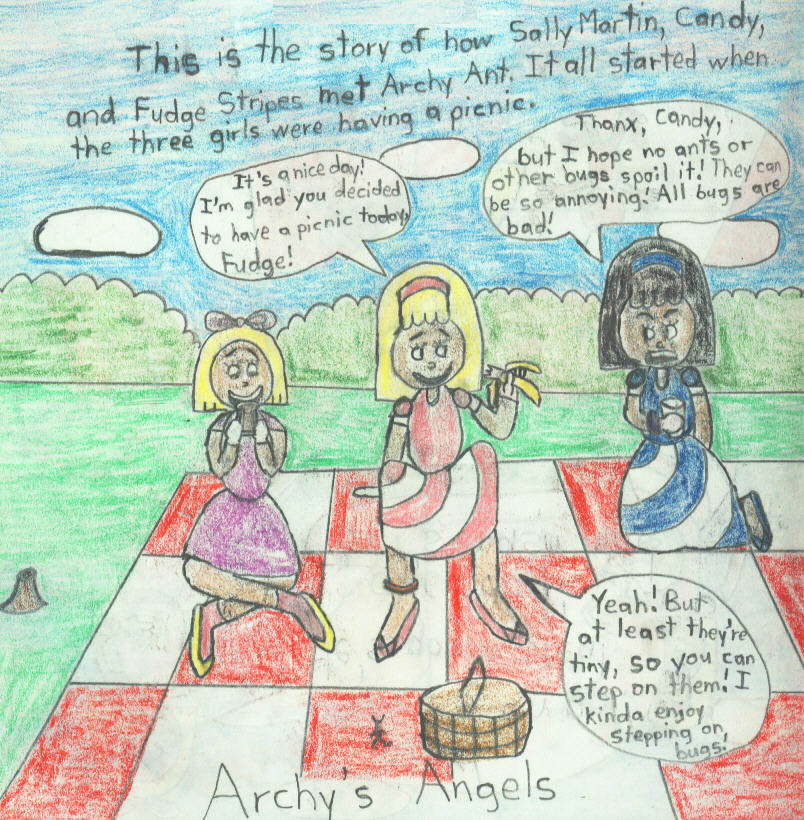 This is the story of how Sally Martin, Candy,
and Fudge Stripes met Archy Ant. It all started when
the three girls were having a picnic.
It's a nice day!
I'm glad you decided
to have a picnic today,
Fudge!
Thanx, Candy,
but I hope no ants or
other bugs spoil it! They can
be so annoying! All bugs are
bad!
Yeah! But
at least they're
tiny, so you can
step on them! I
kinda enjoy
stepping on
bugs!
Archy's Angels